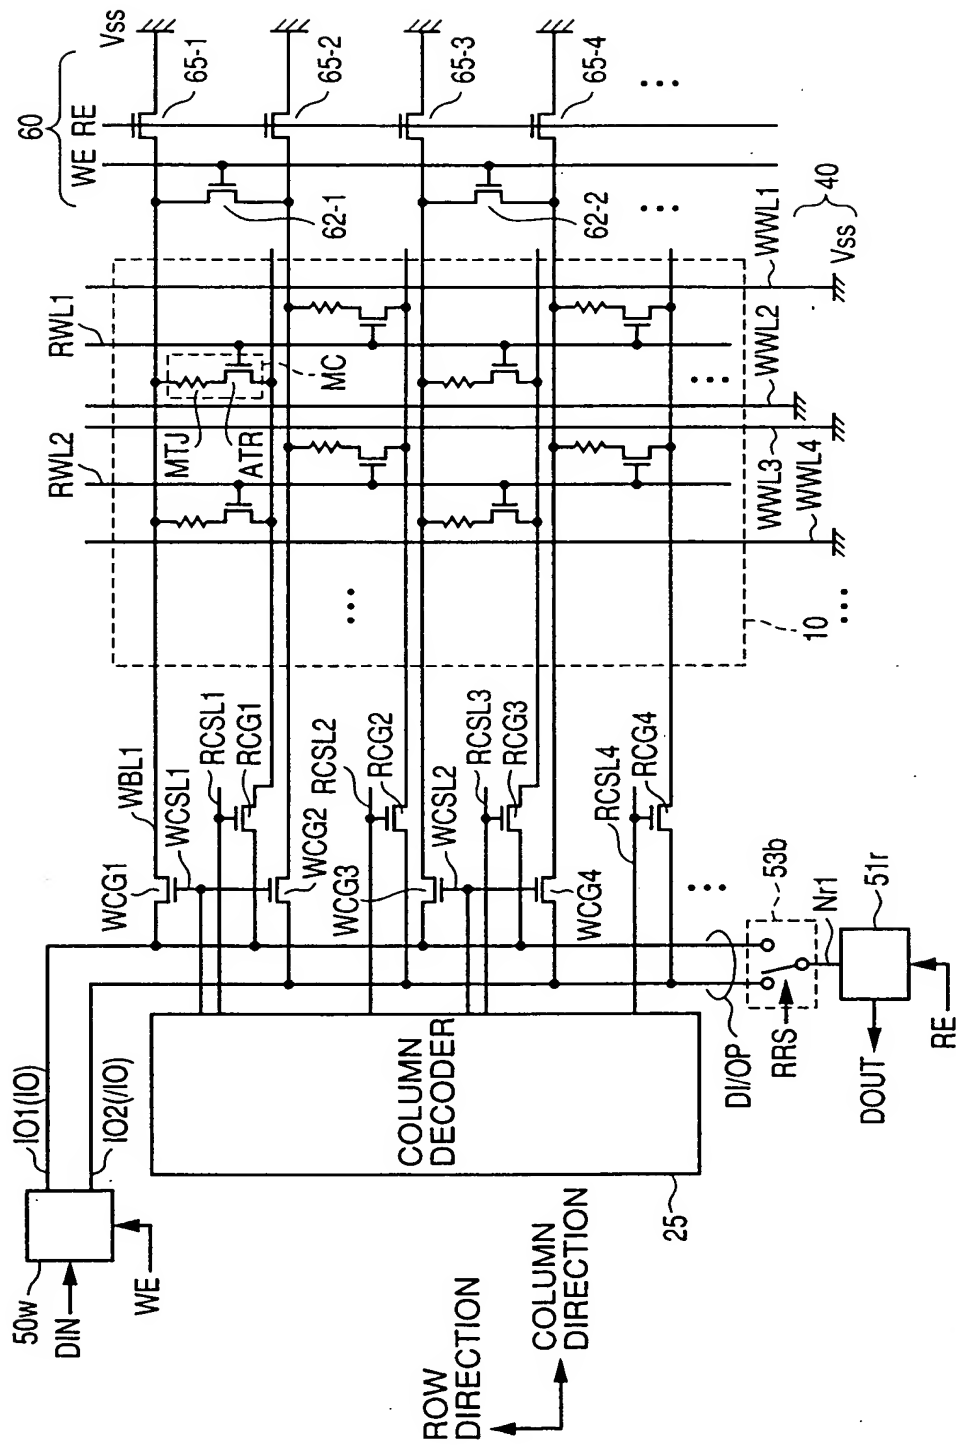 50w
DIN
WE
IO1(IO)
IO2(/IO)
COLUMN
DECODER
25
ROW
DIRECTION
COLUMN
DIRECTION
WCG1
WBL1
WCSL1
RCSL1
RCG1
WCG2
RCSL2
RCG2
WCG3
WCSL2
RCSL3
RCG3
WCG4
RCSL4
RCG4
DI/OP
RRS
53b
Nr1
51r
DOUT
RE
RWL2
RWL1
MTJ
ATR
MC
WWL3
WWL4
WWL2
WWL1
Vss
40
10
60
WE
RE
Vss
62-1
62-2
65-1
65-2
65-3
65-4